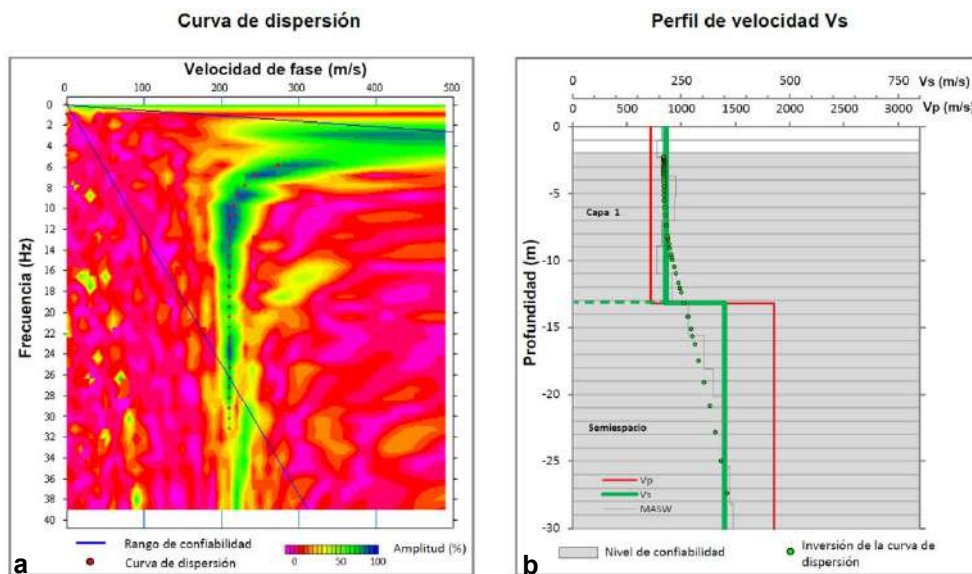 Curva de dispersión
Velocidad de fase (m/s)
0 100 200 300 400 500
Frecuencia (Hz)
0
2
4
6
8
10
12
14
16
18
20
22
24
26
28
30
32
34
36
38
40
Rango de confiabilidad
Curva de dispersión
0 50 100
Amplitud (%)
a
Perfil de velocidad Vs
0 250 500 750 Vs (m/s)
0 500 1000 1500 2000 2500 3000 Vp (m/s)
Profundidad (m)
0
-5
-10
-15
-20
-25
-30
Capa 1
Semiespacio
Vp
Vs
MASW
Nivel de confiabilidad
Inversión de la curva de
dispersión
b